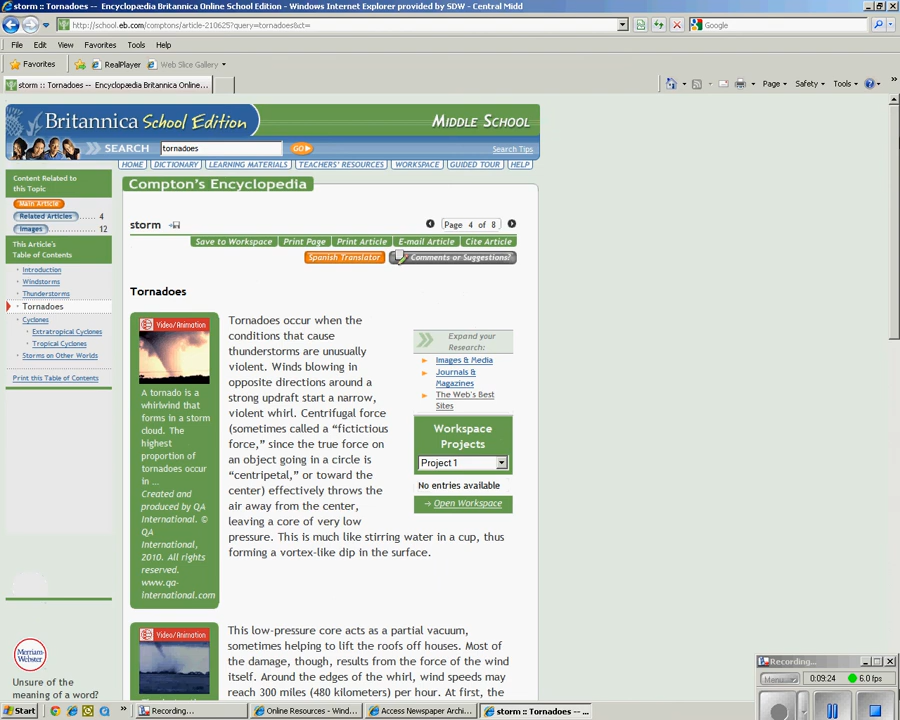 storm :: Tornadoes -- Encyclopædia Britannica Online School Edition - Windows Internet Explorer provided by SDW - Central Midd
http://school.eb.com/comptons/article-210625?query=tornadoes&ct=
Google
File Edit View Favorites Tools Help
Favorites RealPlayer Web Slice Gallery
storm :: Tornadoes -- Encyclopædia Britannica Online...
Page Safety Tools
Britannica School Edition
MIDDLE SCHOOL
SEARCH tornadoes GO Search Tips
HOME DICTIONARY LEARNING MATERIALS TEACHERS' RESOURCES WORKSPACE GUIDED TOUR HELP
Content Related to
this Topic
Main Article
Related Articles ..... 4
Images ............ 12
This Article's
Table of Contents
Introduction
Windstorms
Thunderstorms
Tornadoes
Cyclones
Extratropical Cyclones
Tropical Cyclones
Storms on Other Worlds
Print this Table of Contents
Merriam-
Webster
Unsure of the
meaning of a word?
Compton's Encyclopedia
storm
Page 4 of 8
Save to Workspace Print Page Print Article E-mail Article Cite Article
Spanish Translator Comments or Suggestions?
Tornadoes
Video/Animation
A tornado is a
whirlwind that
forms in a storm
cloud. The
highest
proportion of
tornadoes occur
in ...
Created and
produced by QA
International. ©
QA
International,
2010. All rights
reserved.
www.qa-
international.com
Tornadoes occur when the
conditions that cause
thunderstorms are unusually
violent. Winds blowing in
opposite directions around a
strong updraft start a narrow,
violent whirl. Centrifugal force
(sometimes called a “fictitious
force,” since the true force on
an object going in a circle is
“centripetal,” or toward the
center) effectively throws the
air away from the center,
leaving a core of very low
pressure. This is much like stirring water in a cup, thus
forming a vortex-like dip in the surface.
Expand your
Research:
Images & Media
Journals &
Magazines
The Web's Best
Sites
Workspace
Projects
Project 1
No entries available
Open Workspace
Video/Animation
This low-pressure core acts as a partial vacuum,
sometimes helping to lift the roofs off houses. Most of
the damage, though, results from the force of the wind
itself. Around the edges of the whirl, wind speeds may
reach 300 miles (480 kilometers) per hour. At first, the
Recording...
Menu
0:09:24 6.0 fps
Start
Recording...
Online Resources - Wind...
Access Newspaper Archi...
storm :: Tornadoes -- ...